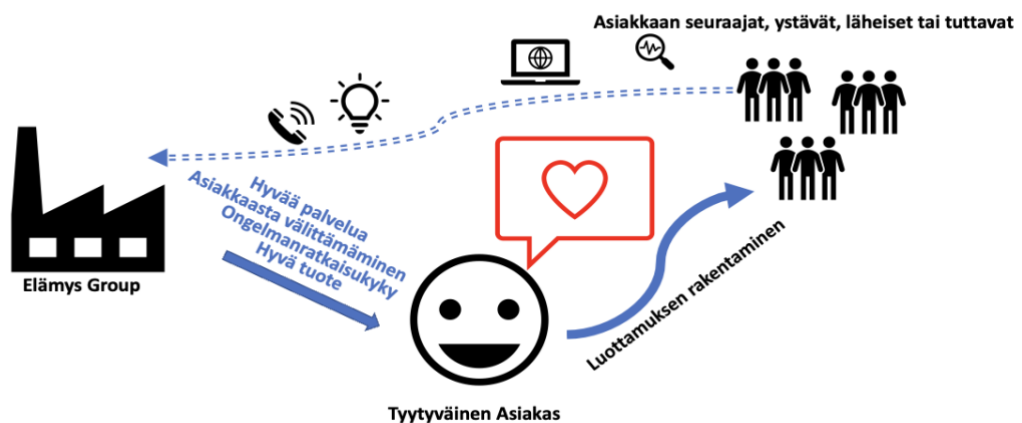 Asiakkaan seuraajat, ystävät, läheiset tai tuttavat
Hyvää palvelua
Asiakkaasta välittämäminen
Ongelmanratkaisukyky
Hyvä tuote
Elämys Group
Luottamuksen rakentaminen
Tyytyväinen Asiakas